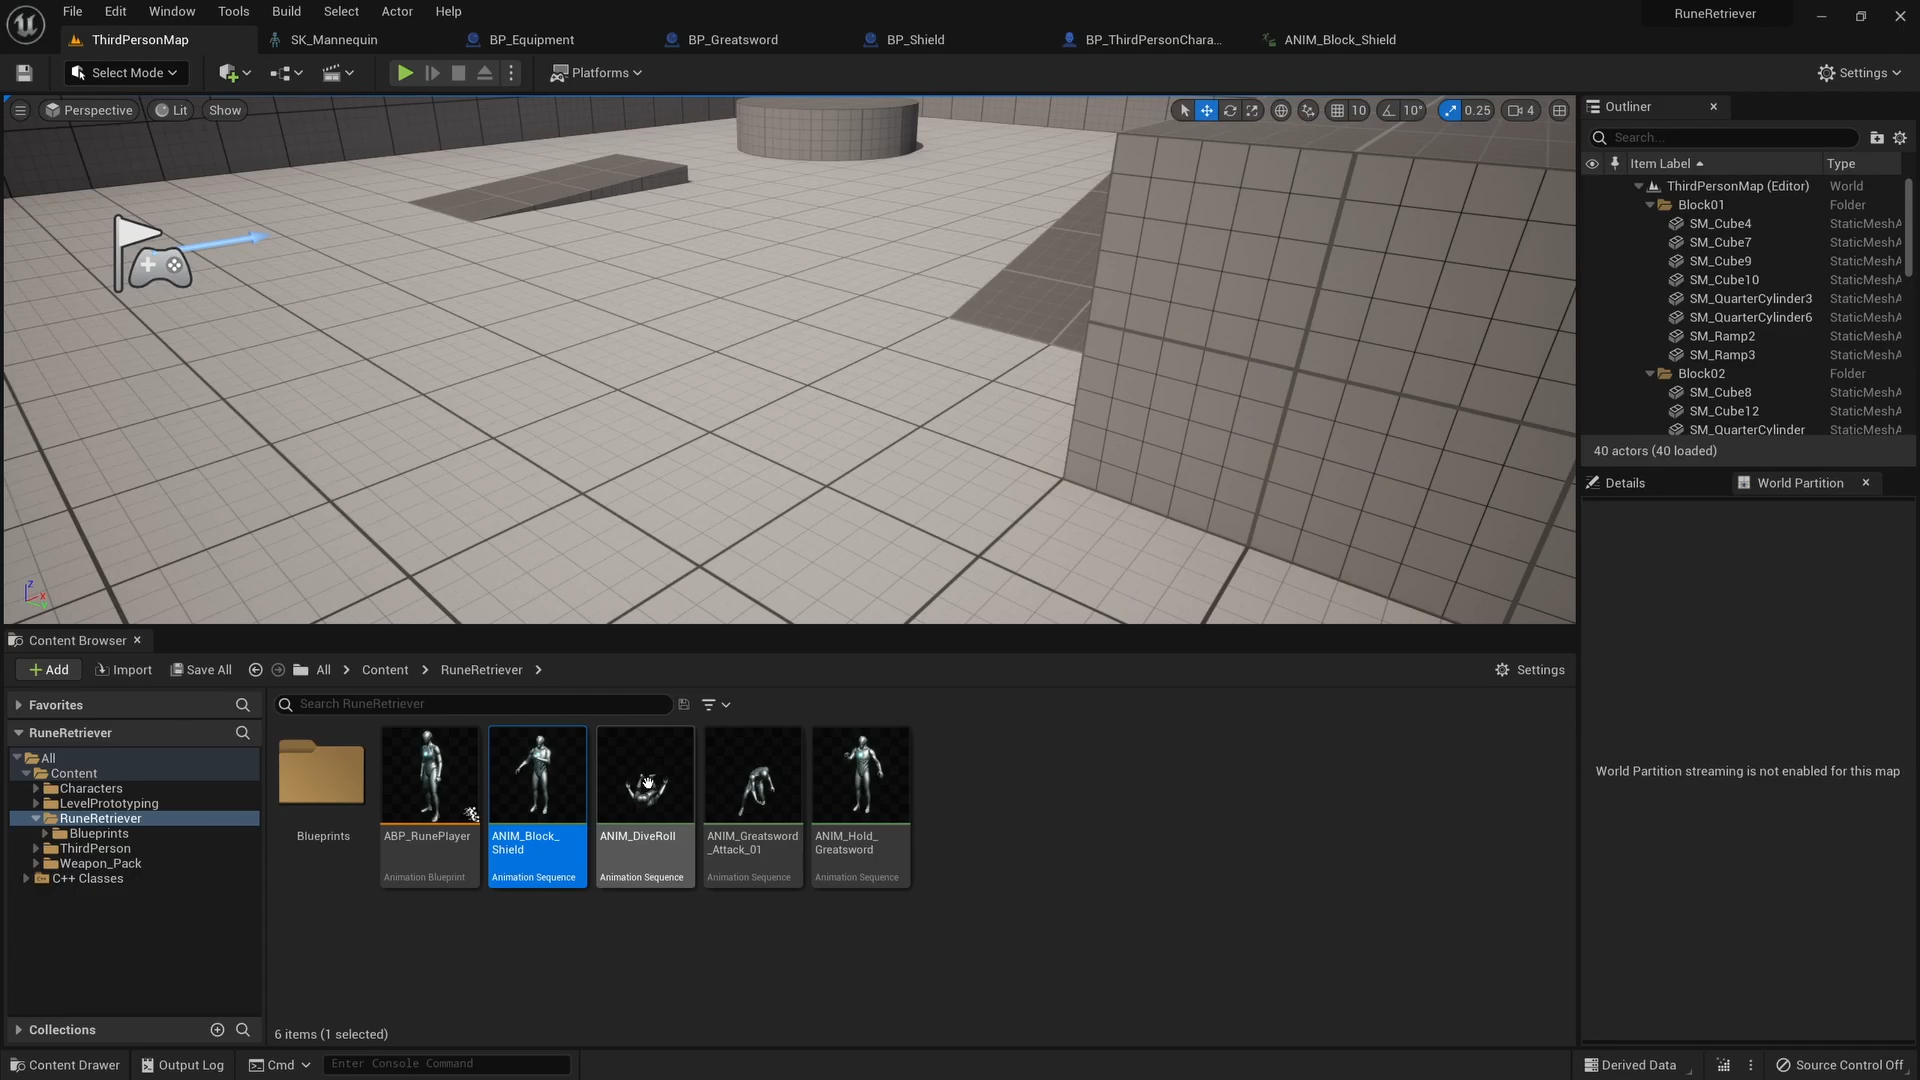 File Edit Window Tools Build Select Actor Help
RuneRetriever
ThirdPersonMap SK_Mannequin BP_Equipment BP_Greatsword BP_Shield BP_ThirdPersonChara... ANIM_Block_Shield
Select Mode Platforms Settings
Perspective Lit Show 10 10° 0.25 4
Outliner
Search...
Item Label Type
ThirdPersonMap (Editor) World
Block01 Folder
SM_Cube4 StaticMeshA
SM_Cube7 StaticMeshA
SM_Cube9 StaticMeshA
SM_Cube10 StaticMeshA
SM_QuarterCylinder3 StaticMeshA
SM_QuarterCylinder6 StaticMeshA
SM_Ramp2 StaticMeshA
SM_Ramp3 StaticMeshA
Block02 Folder
SM_Cube8 StaticMeshA
SM_Cube12 StaticMeshA
SM_QuarterCylinder StaticMeshA
40 actors (40 loaded)
Details World Partition
World Partition streaming is not enabled for this map
Z X Y
Content Browser
Add Import Save All All Content RuneRetriever Settings
Favorites
RuneRetriever
All
Content
Characters
LevelPrototyping
RuneRetriever
Blueprints
ThirdPerson
Weapon_Pack
C++ Classes
Collections
Search RuneRetriever
Blueprints
ABP_RunePlayer
Animation Blueprint
ANIM_Block_
Shield
Animation Sequence
ANIM_DiveRoll
Animation Sequence
ANIM_Greatsword
_Attack_01
Animation Sequence
ANIM_Hold_
Greatsword
Animation Sequence
6 items (1 selected)
Content Drawer Output Log Cmd Enter Console Command Derived Data Source Control Off